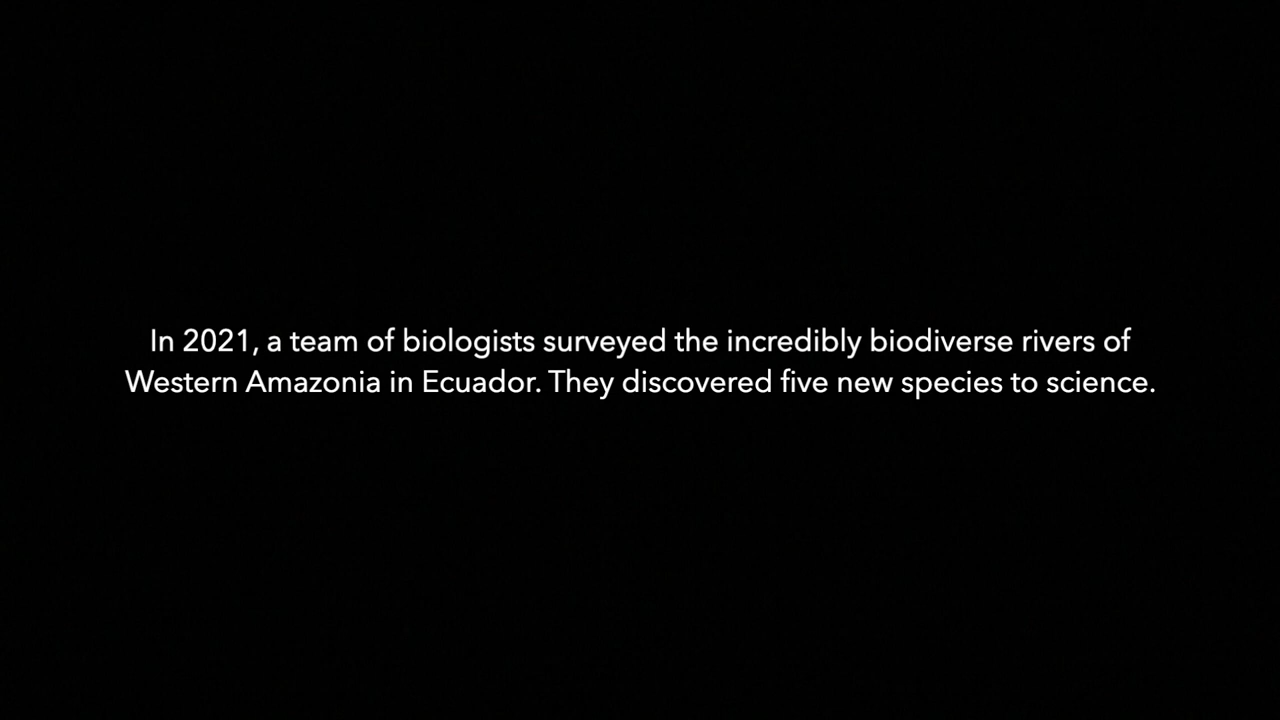 In 2021, a team of biologists surveyed the incredibly biodiverse rivers of
Western Amazonia in Ecuador. They discovered five new species to science.